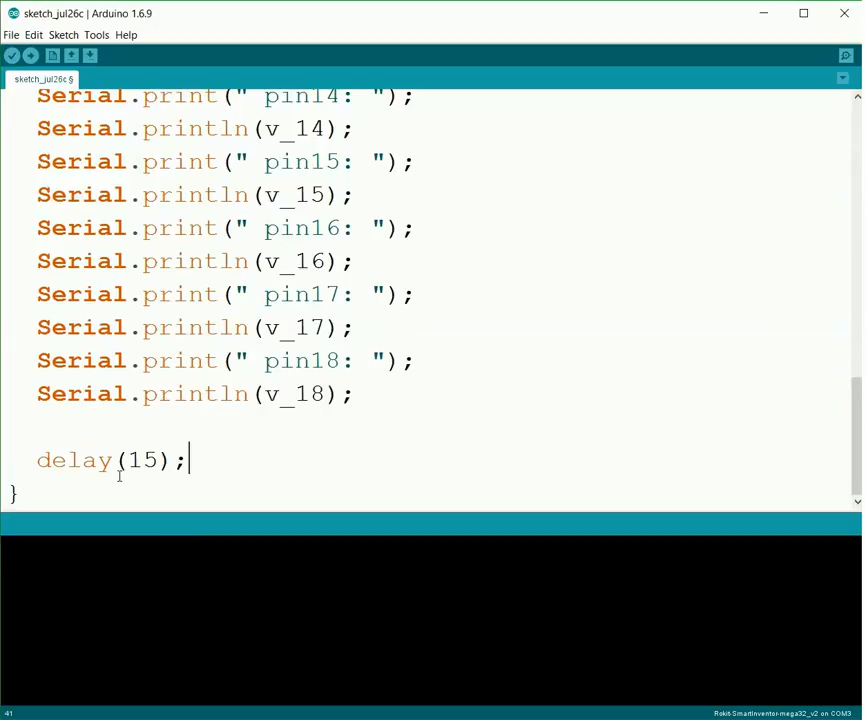 sketch_jul26c | Arduino 1.6.9
File Edit Sketch Tools Help
sketch_jul26c §
Serial.print(" pin14: ");
Serial.println(v_14);
Serial.print(" pin15: ");
Serial.println(v_15);
Serial.print(" pin16: ");
Serial.println(v_16);
Serial.print(" pin17: ");
Serial.println(v_17);
Serial.print(" pin18: ");
Serial.println(v_18);
delay(15);
}
41 Rokit-SmartInventor-mega32_v2 on COM3